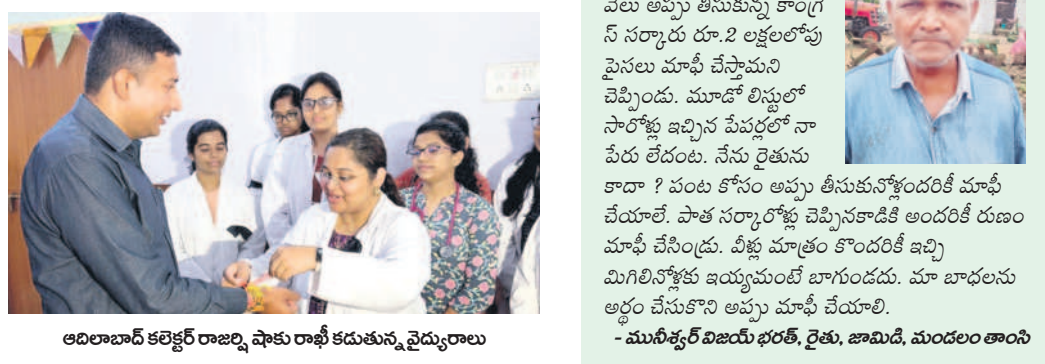 ఆదిలాబాద్ కలెక్టర్ రాజర్షి షాకు రాఖీ కడుతున్న వైద్యురాలు
వేలు అప్పు తీసుకున్న కాంగ్రె
స్ సర్కారు రూ.2 లక్షలలోపు
పైసలు మాఫీ చేస్తామని
చెప్పిండు. మూడో లిస్టులో
సారోళ్లు ఇచ్చిన పేపర్లలో నా
పేరు లేదంట. నేను రైతును
కాదా ? పంట కోసం అప్పు తీసుకునోళ్లందరికీ మాఫీ
చేయాలే. పాత సర్కారోళ్లు చెప్పినకాడికి అందరికీ రుణం
మాఫీ చేసిండ్రు. వీళ్లు మాత్రం కొందరికీ ఇచ్చి
మిగిలినోళ్లకు ఇయ్యమంటే బాగుండదు. మా బాధలను
అర్థం చేసుకొని అప్పు మాఫీ చేయాలి.
- మునీశ్వర్ విజయ్ భరత్, రైతు, జామిడి, మండలం తాంసి